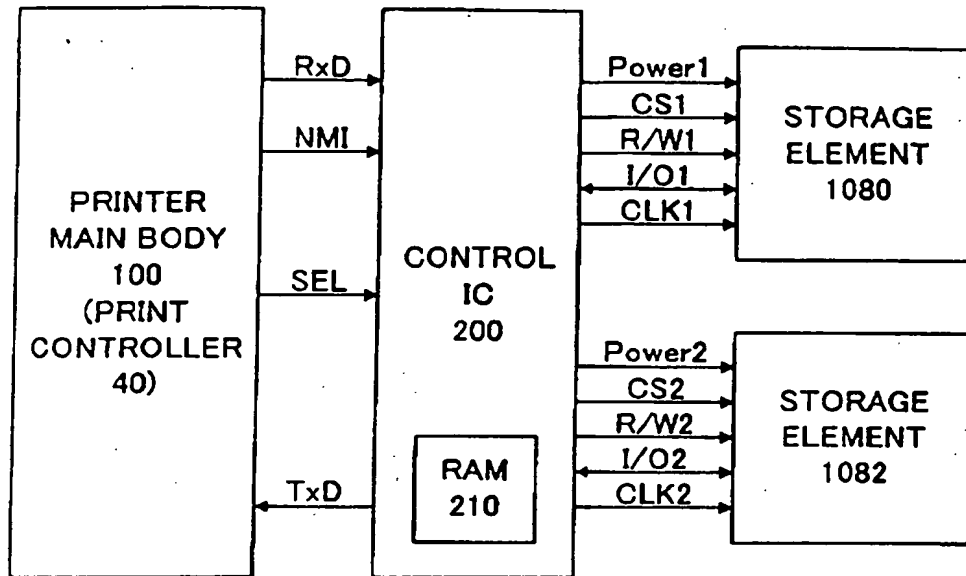 PRINTER
MAIN BODY
100
(PRINT
CONTROLLER
40)
RxD
NMI
SEL
TxD
CONTROL
IC
200
RAM
210
Power1
CS1
R/W1
I/O1
CLK1
STORAGE
ELEMENT
1080
Power2
CS2
R/W2
I/O2
CLK2
STORAGE
ELEMENT
1082